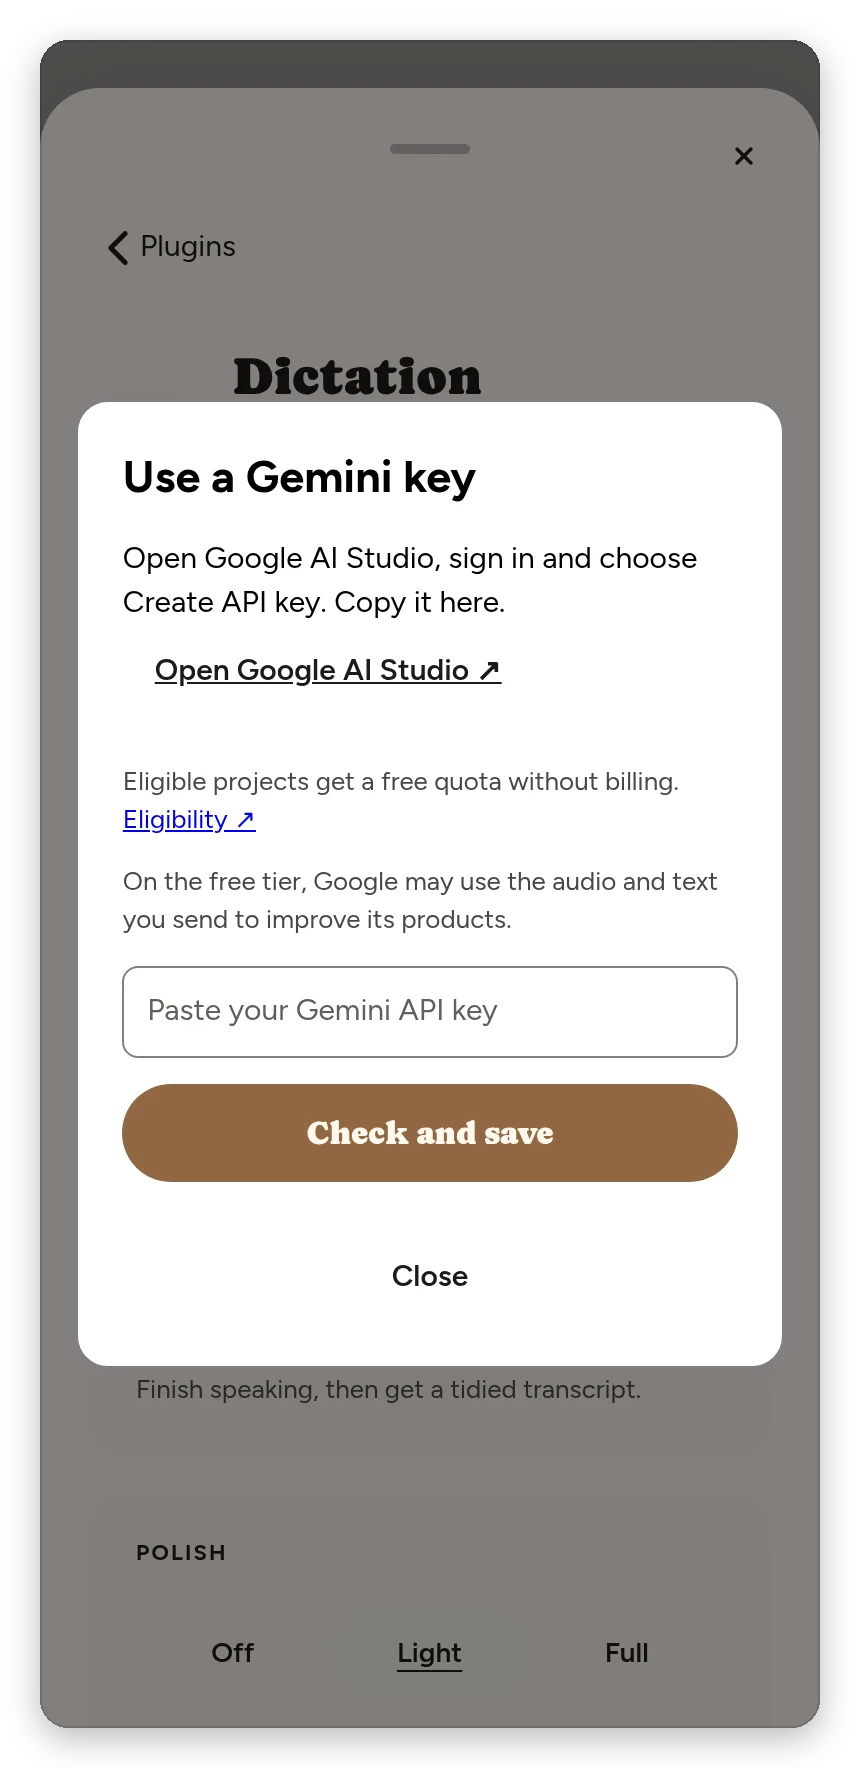 Plugins
Dictation
Use a Gemini key
Open Google AI Studio, sign in and choose
Create API key. Copy it here.
Open Google AI Studio ↗
Eligible projects get a free quota without billing.
Eligibility ↗
On the free tier, Google may use the audio and text
you send to improve its products.
Paste your Gemini API key
Check and save
Close
Finish speaking, then get a tidied transcript.
POLISH
Off Light Full